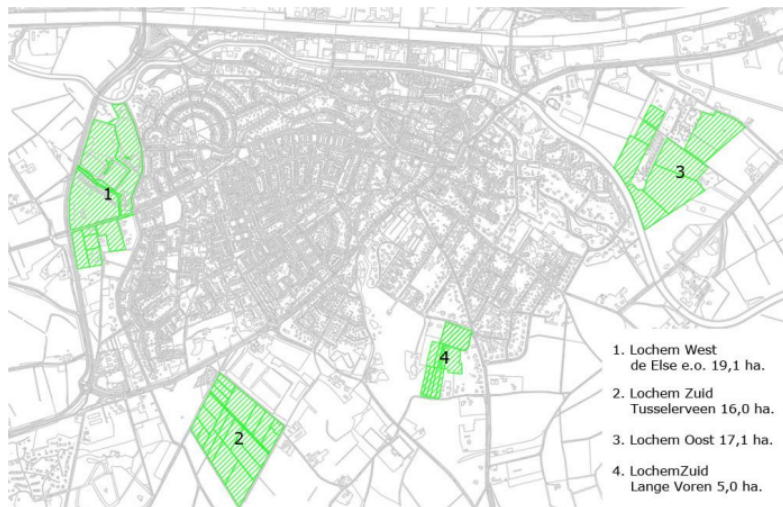 1
3
4
2
1. Lochem West
de Else e.o. 19,1 ha.
2. Lochem Zuid
Tusselerveen 16,0 ha.
3. Lochem Oost 17,1 ha.
4. LochemZuid
Lange Voren 5,0 ha.